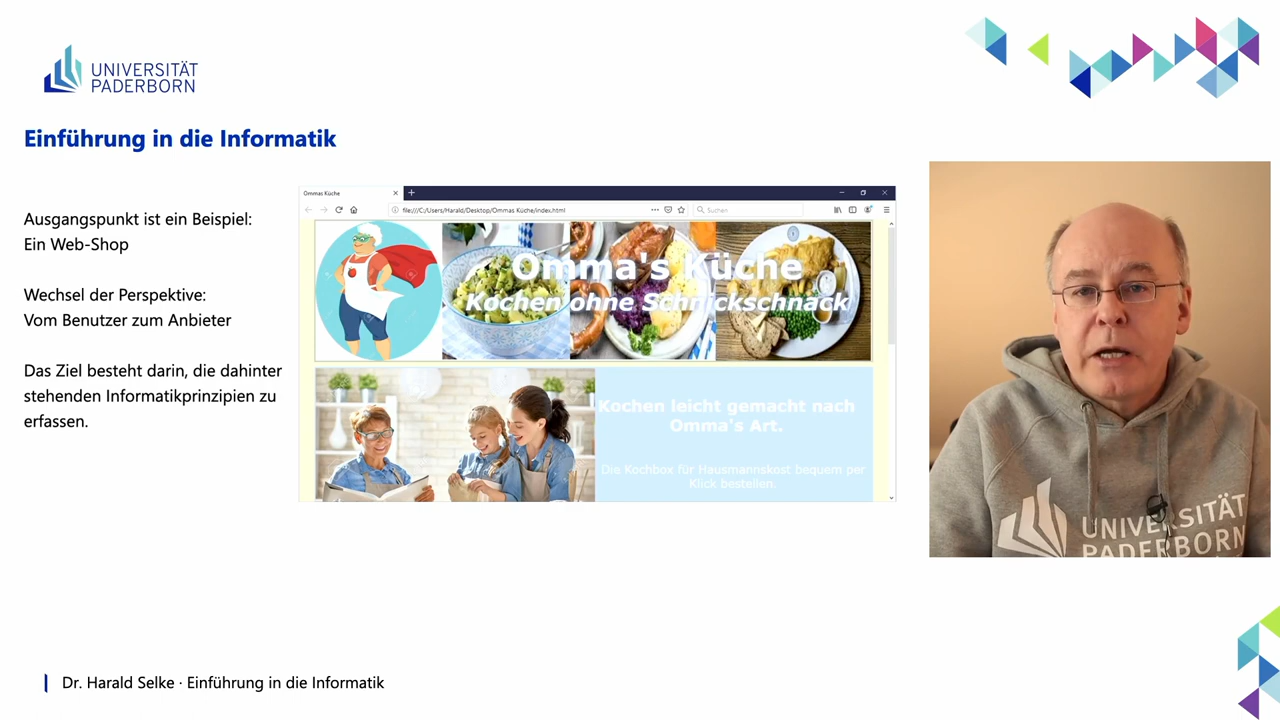 UNIVERSITÄT
PADERBORN
Einführung in die Informatik
Ausgangspunkt ist ein Beispiel:
Ein Web-Shop
Wechsel der Perspektive:
Vom Benutzer zum Anbieter
Das Ziel besteht darin, die dahinter
stehenden Informatikprinzipien zu
erfassen.
Ommas Küche
file:///C:/Users/Harald/Desktop/Ommas Küche/index.html
Suchen
Omma's Küche
Kochen ohne Schnickschnack
Kochen leicht gemacht nach
Omma's Art.
Die Kochbox für Hausmannskost bequem per
Klick bestellen.
UNIVERSITÄT
PADERBORN
Dr. Harald Selke · Einführung in die Informatik